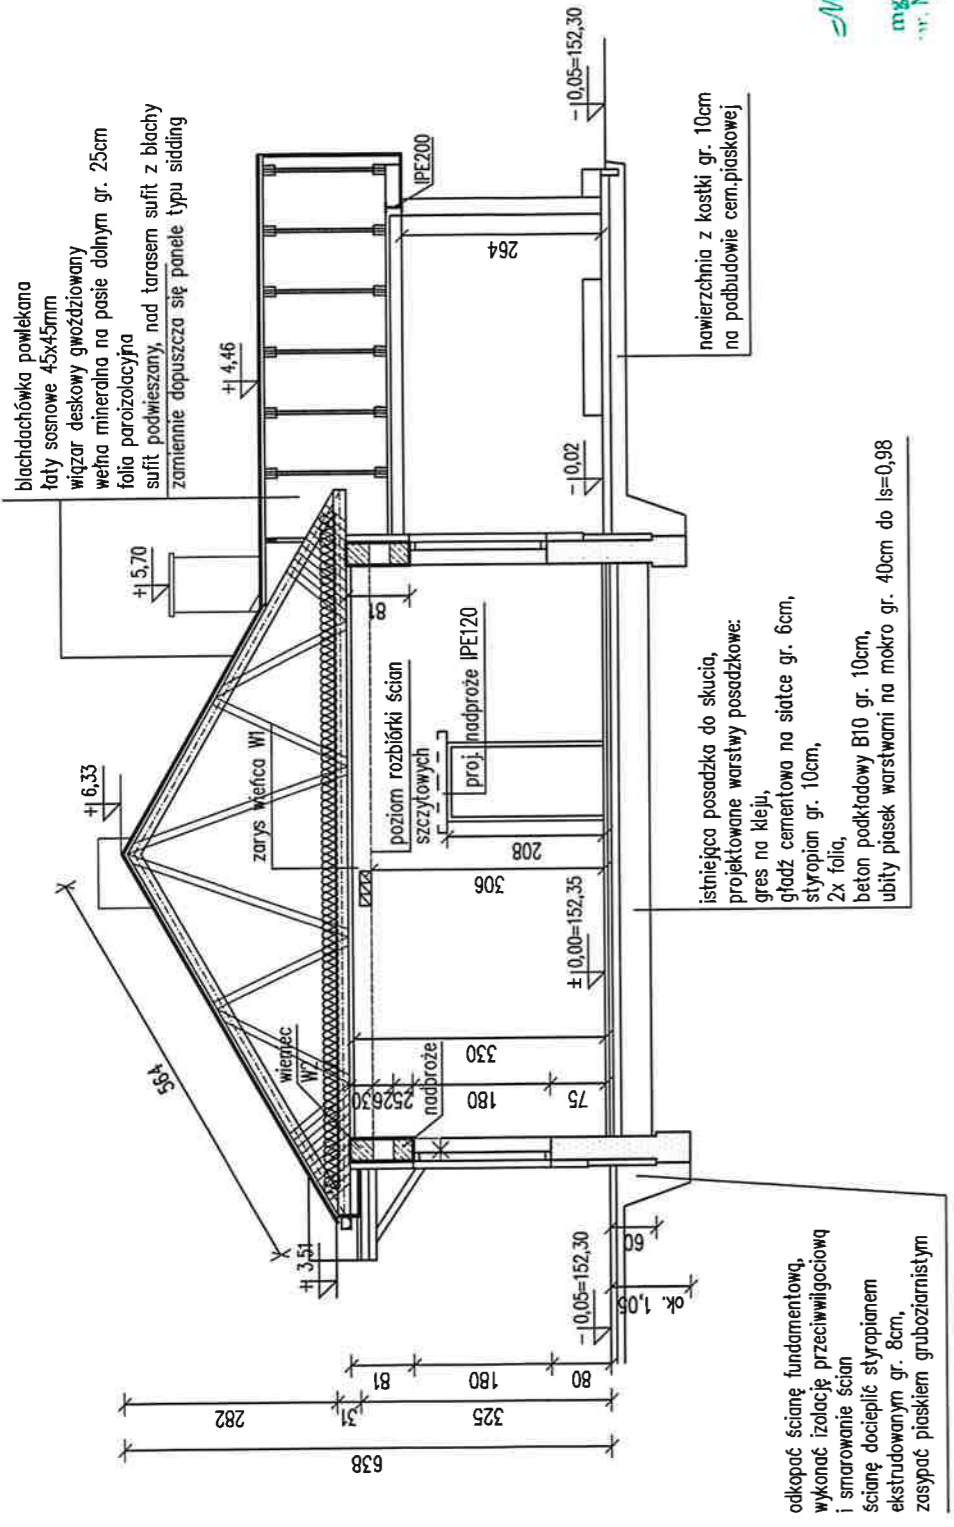 blachdachówka powlekana
łaty sosnowe 45x45mm
wiązar deskowy gwoździowany
wełna mineralna na pasie dolnym gr. 25cm
folia paroizolacyjna
sufit podwieszany, nad tarasem sufit z blachy
zamiennie dopuszcza się panele typu sidding
+6,33
+5,70
+4,46
564
zarys wieńca W1
wieniec
W2
+3,51
81
poziom rozbiórki ścian
szczytowych
proj. nadproże IPE120
IPE200
nadproże
30
26
25
180
75
330
306
208
264
±0,00=152,35
-0,02
-0,05=152,30
-0,05=152,30
60
ok. 1,05
81
180
80
282
31
325
638
nawierzchnia z kostki gr. 10cm
na podbudowie cem.piaskowej
istniejąca posadzka do skucia,
projektowane warstwy posadzkowe:
gres na kleju,
gładź cementowa na siatce gr. 6cm,
styropian gr. 10cm,
2x folia,
beton podkładowy B10 gr. 10cm,
ubity piasek warstwami na mokro gr. 40cm do Is=0,98
odkopać ścianę fundamentową,
wykonać izolację przeciwwilgociową
i smarowanie ścian
ścianę docieplić styropianem
ekstrudowanym gr. 8cm,
zasypać piaskiem gruboziarnistym
mg